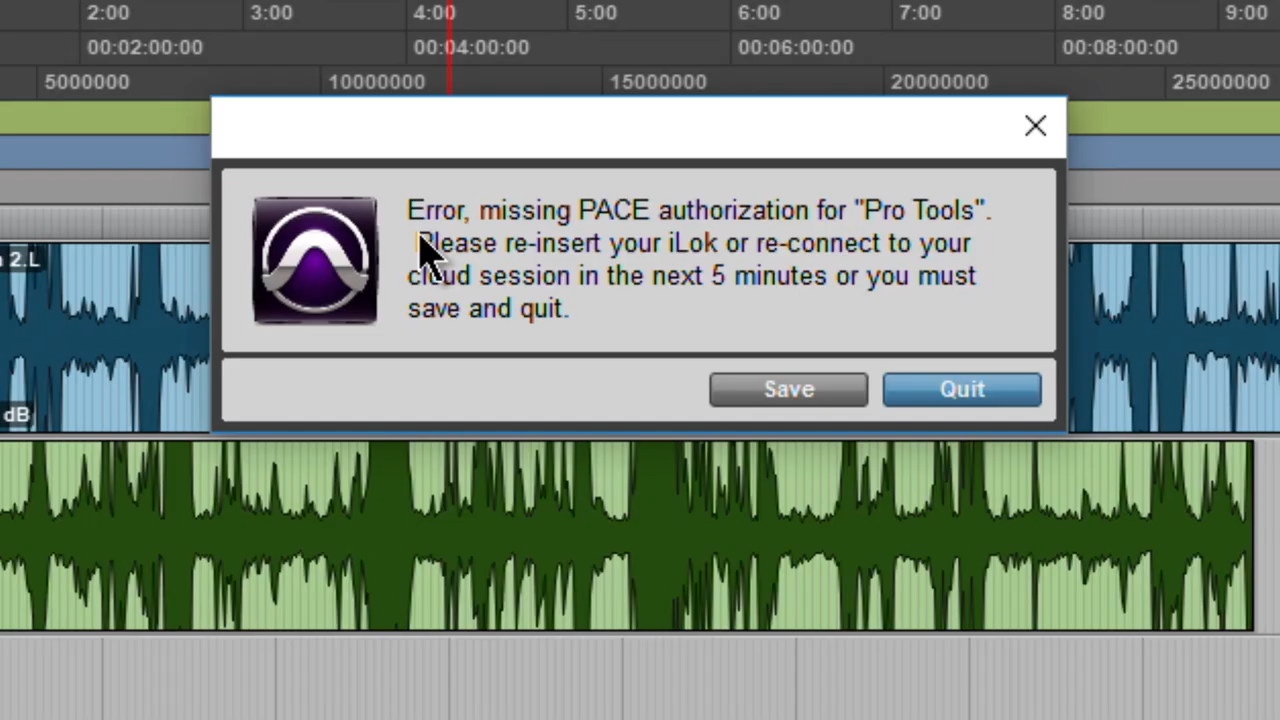 2:00 3:00 4:00 5:00 6:00 7:00 8:00 9:00
00:02:00:00 00:04:00:00 00:06:00:00 00:08:00:00
5000000 10000000 15000000 20000000 25000000
Error, missing PACE authorization for "Pro Tools".
Please re-insert your iLok or re-connect to your
cloud session in the next 5 minutes or you must
save and quit.
2.L
dB
Save Quit